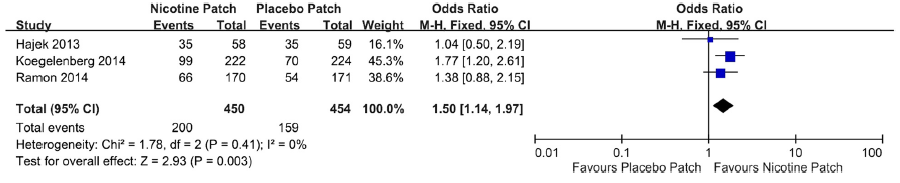 Nicotine Patch Placebo Patch Odds Ratio Odds Ratio
Study Events Total Events Total Weight M-H, Fixed, 95% CI M-H, Fixed, 95% CI
Hajek 2013 35 58 35 59 16.1% 1.04 [0.50, 2.19]
Koegelenberg 2014 99 222 70 224 45.3% 1.77 [1.20, 2.61]
Ramon 2014 66 170 54 171 38.6% 1.38 [0.88, 2.15]
Total (95% CI) 450 454 100.0% 1.50 [1.14, 1.97]
Total events 200 159
Heterogeneity: Chi² = 1.78, df = 2 (P = 0.41); I² = 0%
Test for overall effect: Z = 2.93 (P = 0.003)
0.01 0.1 1 10 100
Favours Placebo Patch Favours Nicotine Patch